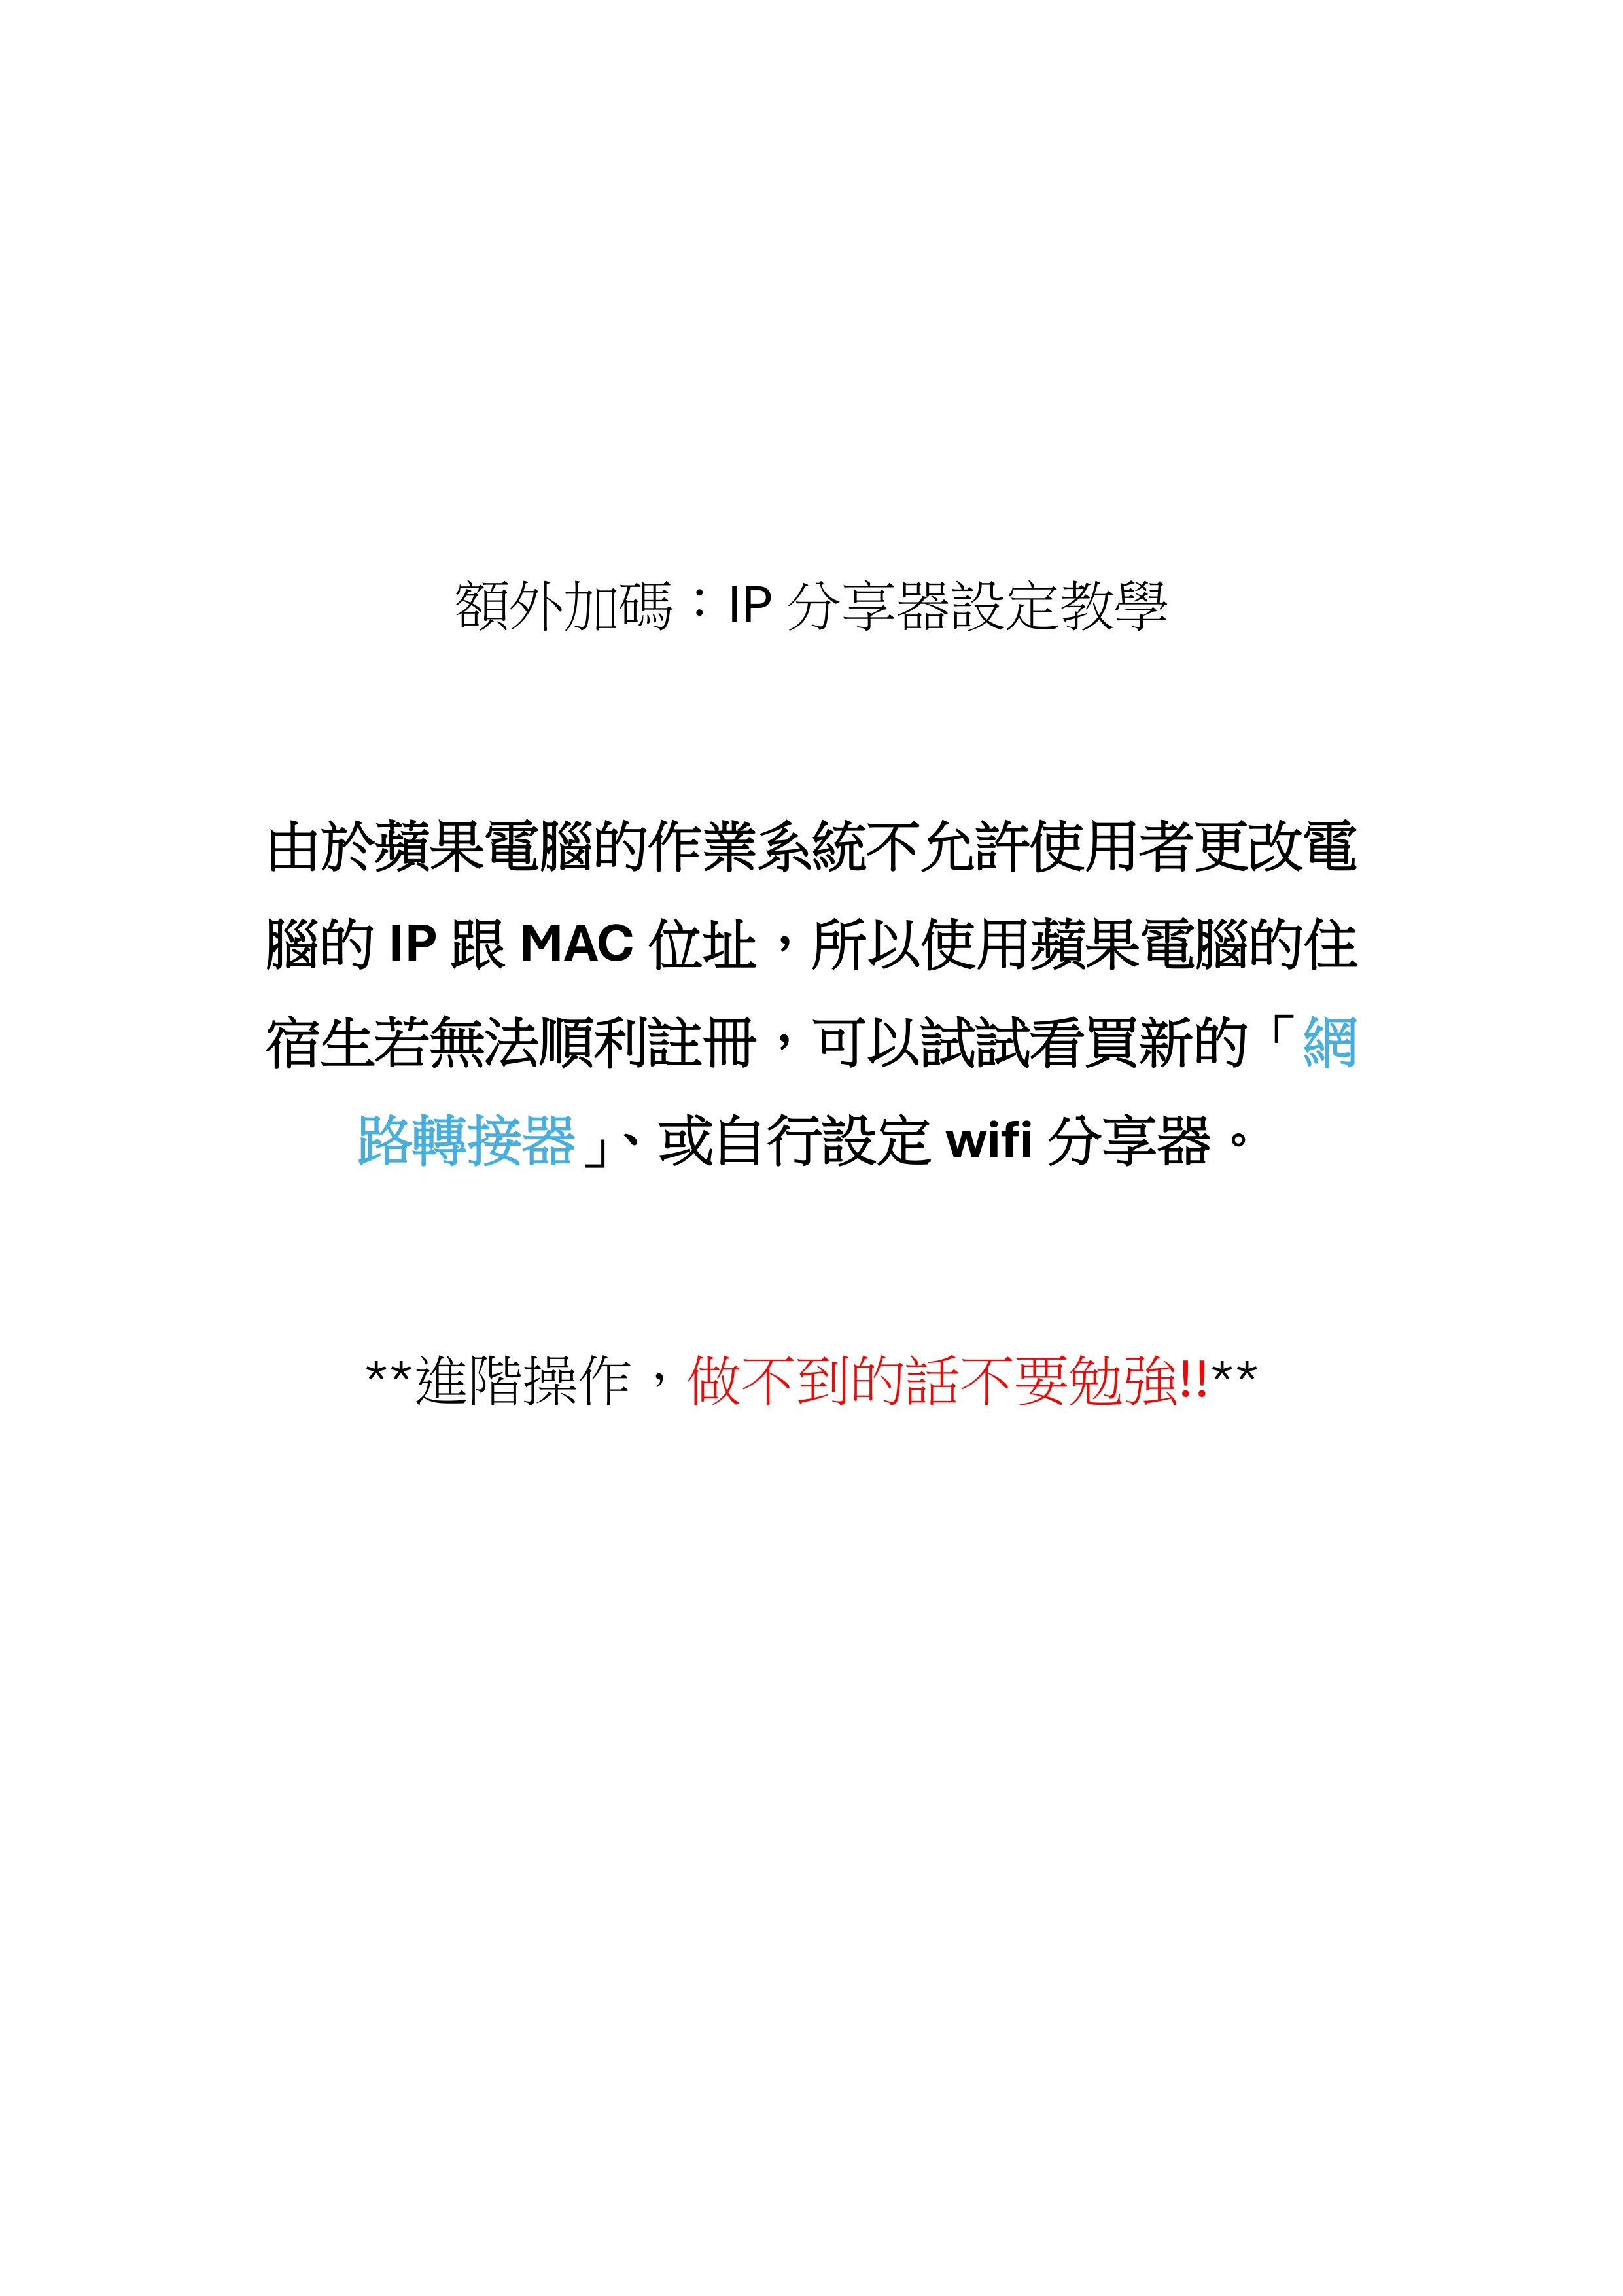 額外加碼：IP 分享器設定教學
由於蘋果電腦的作業系統不允許使用者更改電
腦的 IP 跟 MAC 位址，所以使用蘋果電腦的住
宿生若無法順利註冊，可以試試看買新的「網
路轉接器」、或自行設定 wifi 分享器。
**進階操作，做不到的話不要勉強!!**